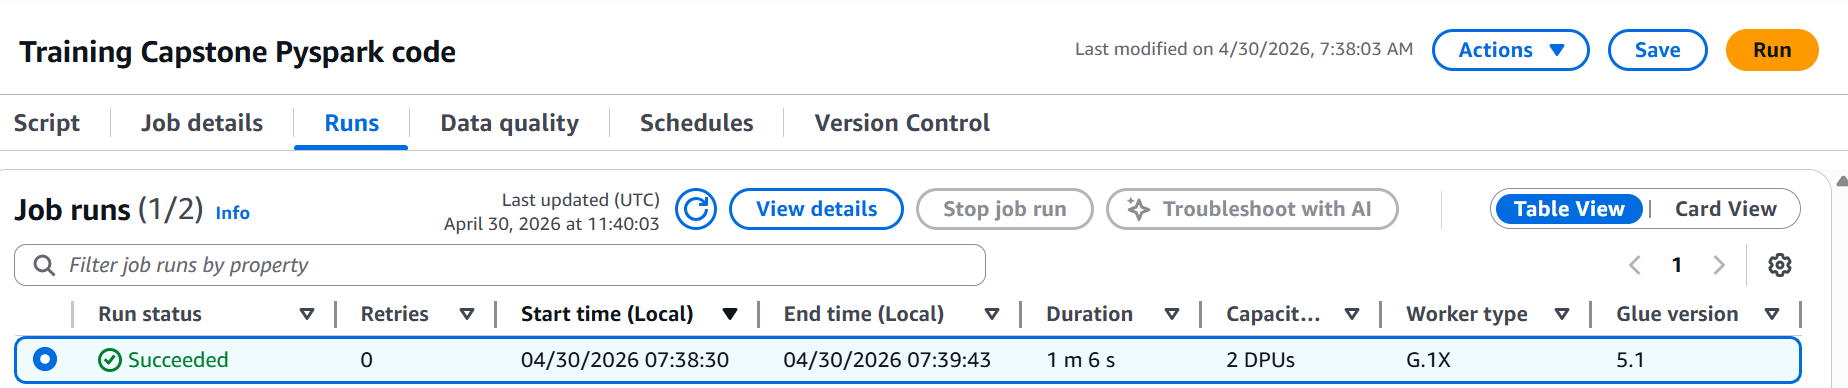 Training Capstone Pyspark code
Last modified on 4/30/2026, 7:38:03 AM
Actions
Save
Run
Script
Job details
Runs
Data quality
Schedules
Version Control
Job runs (1/2) Info
Last updated (UTC)
April 30, 2026 at 11:40:03
View details
Stop job run
Troubleshoot with AI
Table View
Card View
Filter job runs by property
1
Run status Retries Start time (Local) End time (Local) Duration Capacit... Worker type Glue version
Succeeded 0 04/30/2026 07:38:30 04/30/2026 07:39:43 1 m 6 s 2 DPUs G.1X 5.1